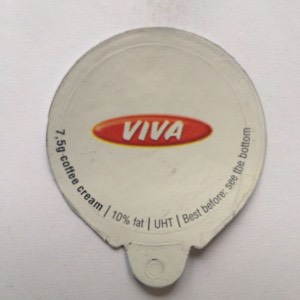 VIVA
7,5g coffee cream | 10% fat | UHT | Best before: see the bottom